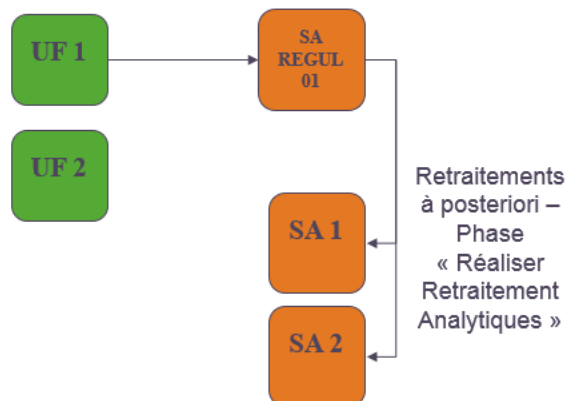 UF 1
SA
REGUL
01
UF 2
SA 1
SA 2
Retraitements
à posteriori –
Phase
« Réaliser
Retraitement
Analytiques »